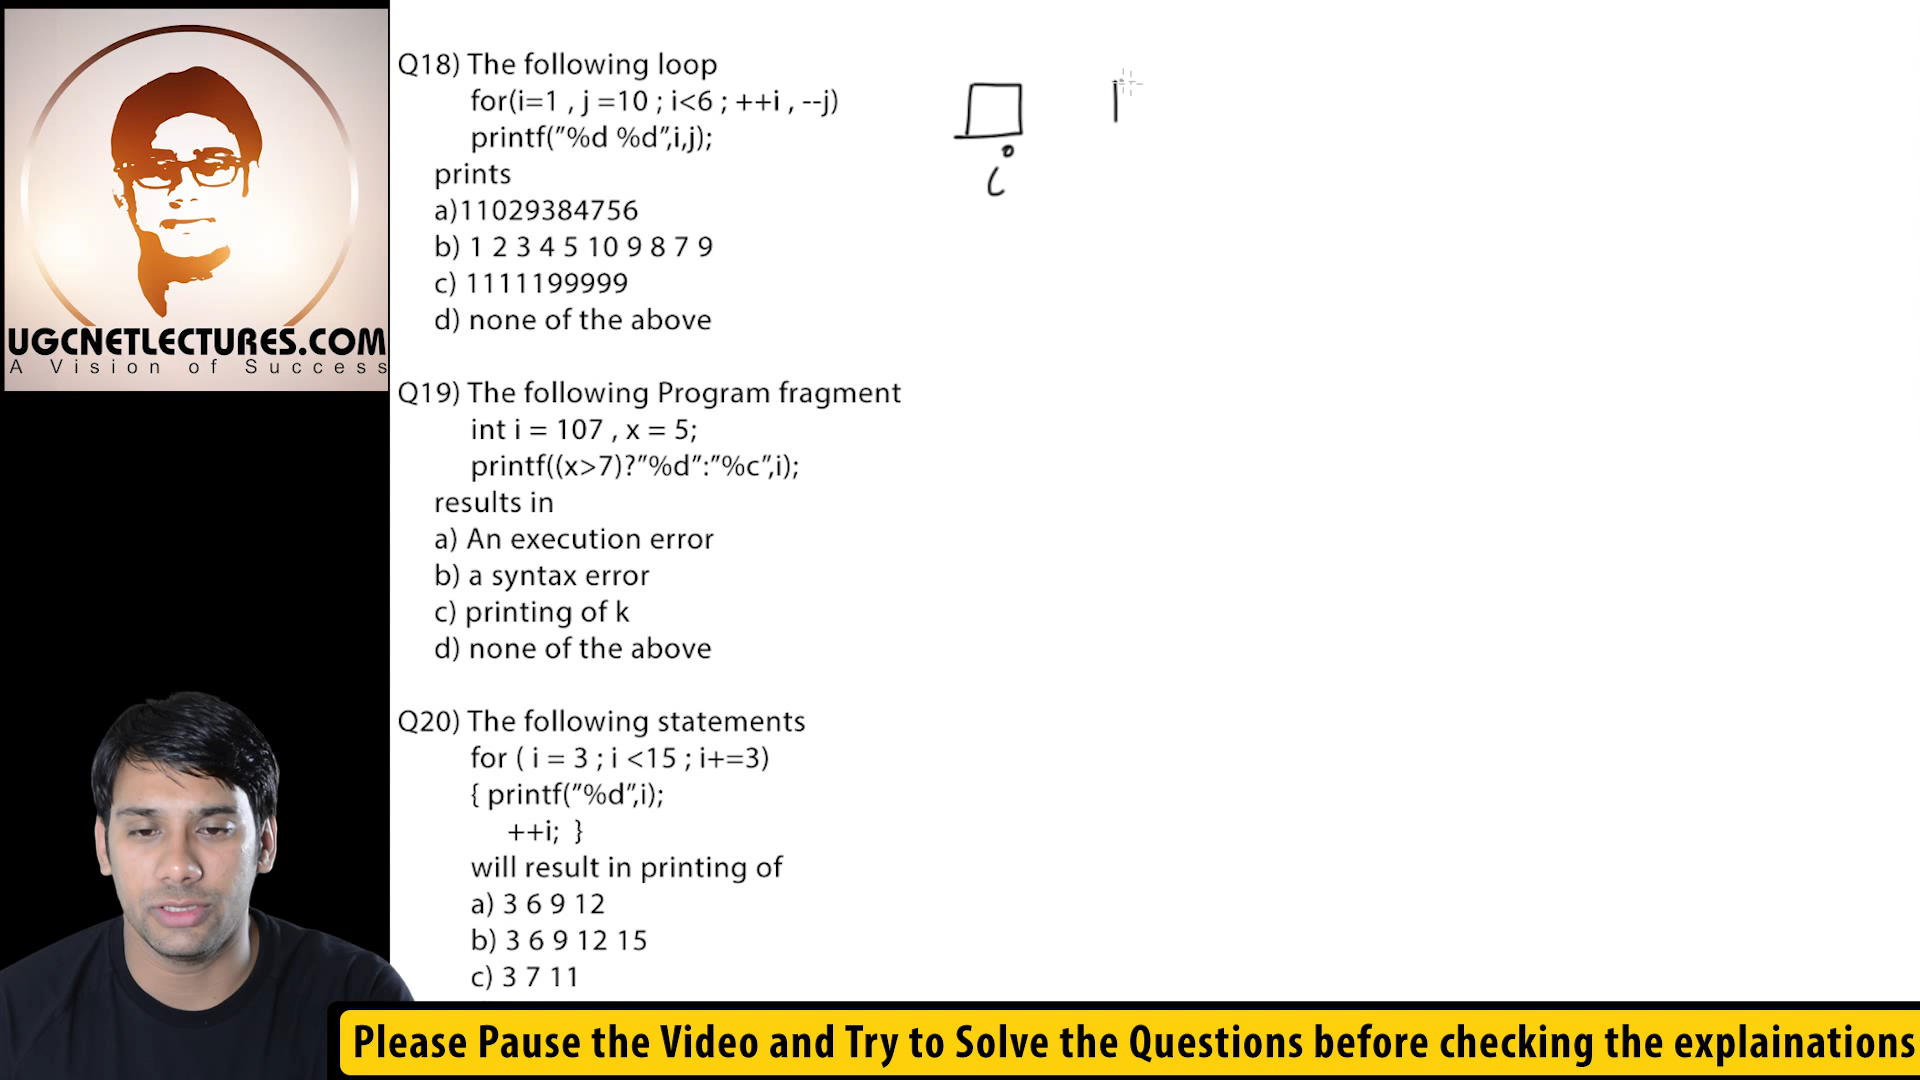 UGCNETLECTURES.COM
A Vision of Success
Q18) The following loop
for(i=1 , j =10 ; i<6 ; ++i , --j)
printf("%d %d",i,j);
prints
a)11029384756
b) 1 2 3 4 5 10 9 8 7 9
c) 1111199999
d) none of the above
i
Q19) The following Program fragment
int i = 107 , x = 5;
printf((x>7)?"%d":"%c",i);
results in
a) An execution error
b) a syntax error
c) printing of k
d) none of the above
Q20) The following statements
for ( i = 3 ; i <15 ; i+=3)
{ printf("%d",i);
++i; }
will result in printing of
a) 3 6 9 12
b) 3 6 9 12 15
c) 3 7 11
Please Pause the Video and Try to Solve the Questions before checking the explainations